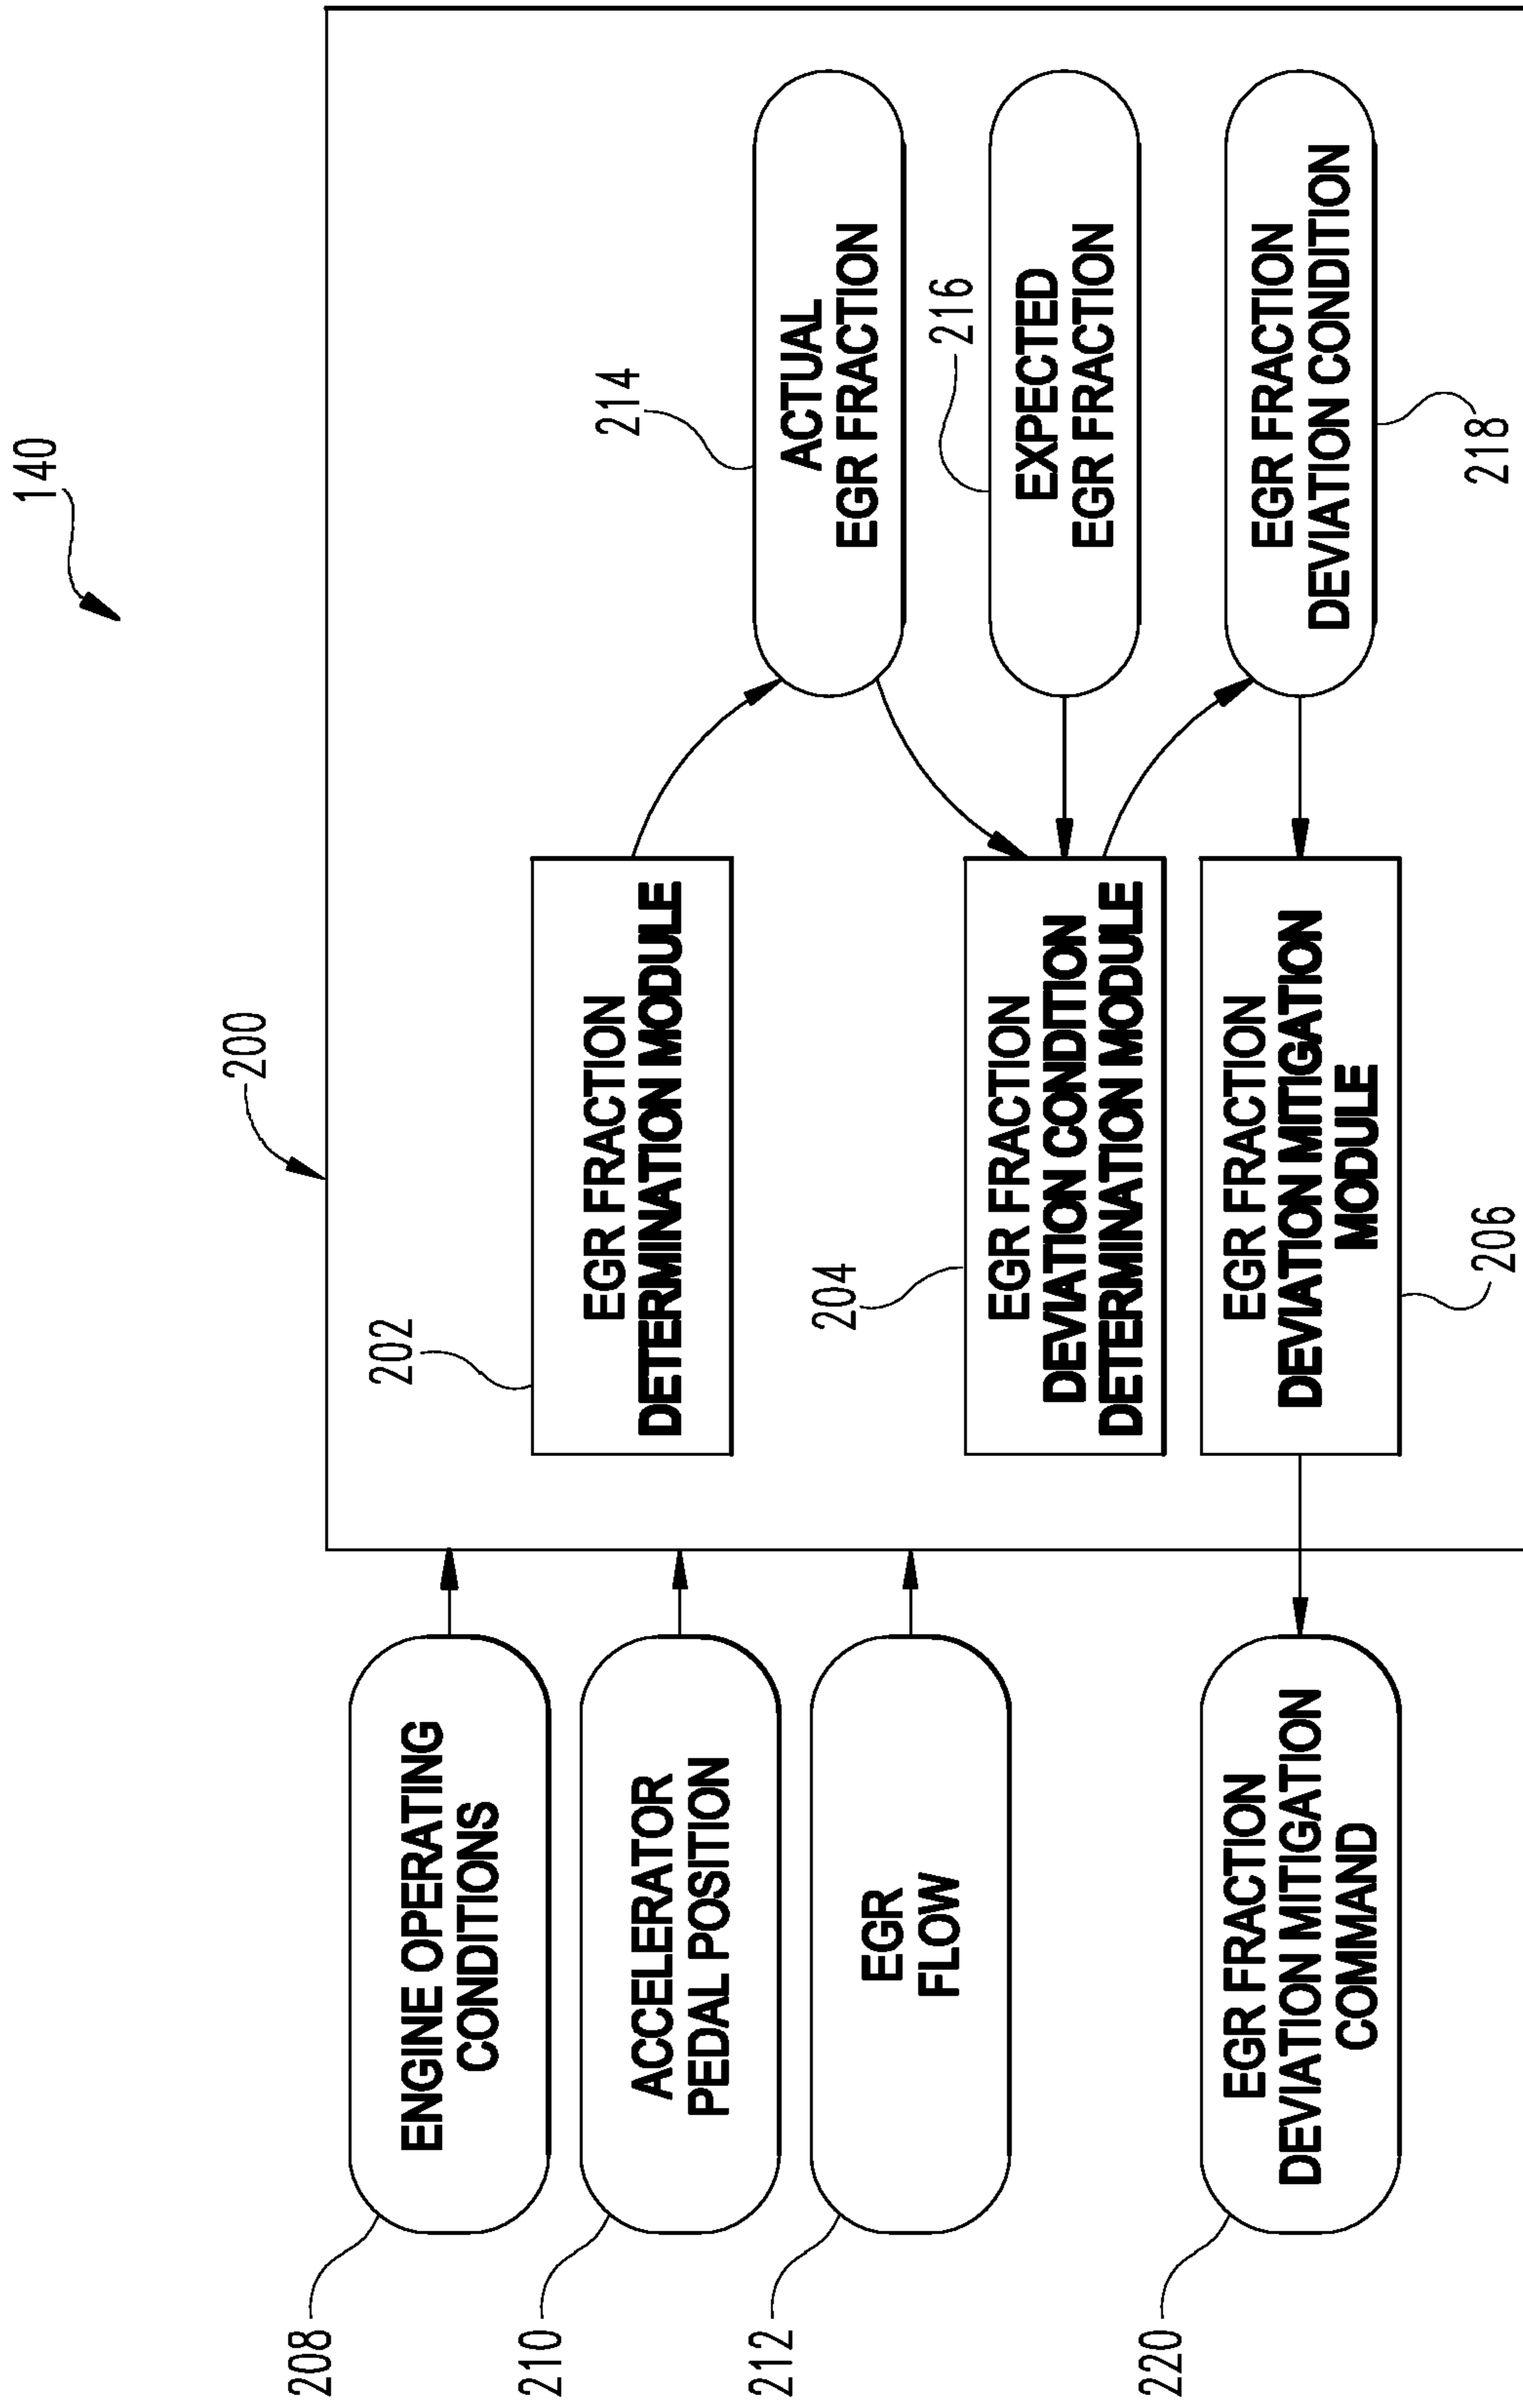 140
200
208
ENGINE OPERATING
CONDITIONS
210
ACCELERATOR
PEDAL POSITION
212
EGR
FLOW
220
EGR FRACTION
DEVIATION MITIGATION
COMMAND
202
EGR FRACTION
DETERMINATION MODULE
204
EGR FRACTION
DEVIATION CONDITION
DETERMINATION MODULE
EGR FRACTION
DEVIATION MITIGATION
MODULE
206
214
ACTUAL
EGR FRACTION
216
EXPECTED
EGR FRACTION
EGR FRACTION
DEVIATION CONDITION
218